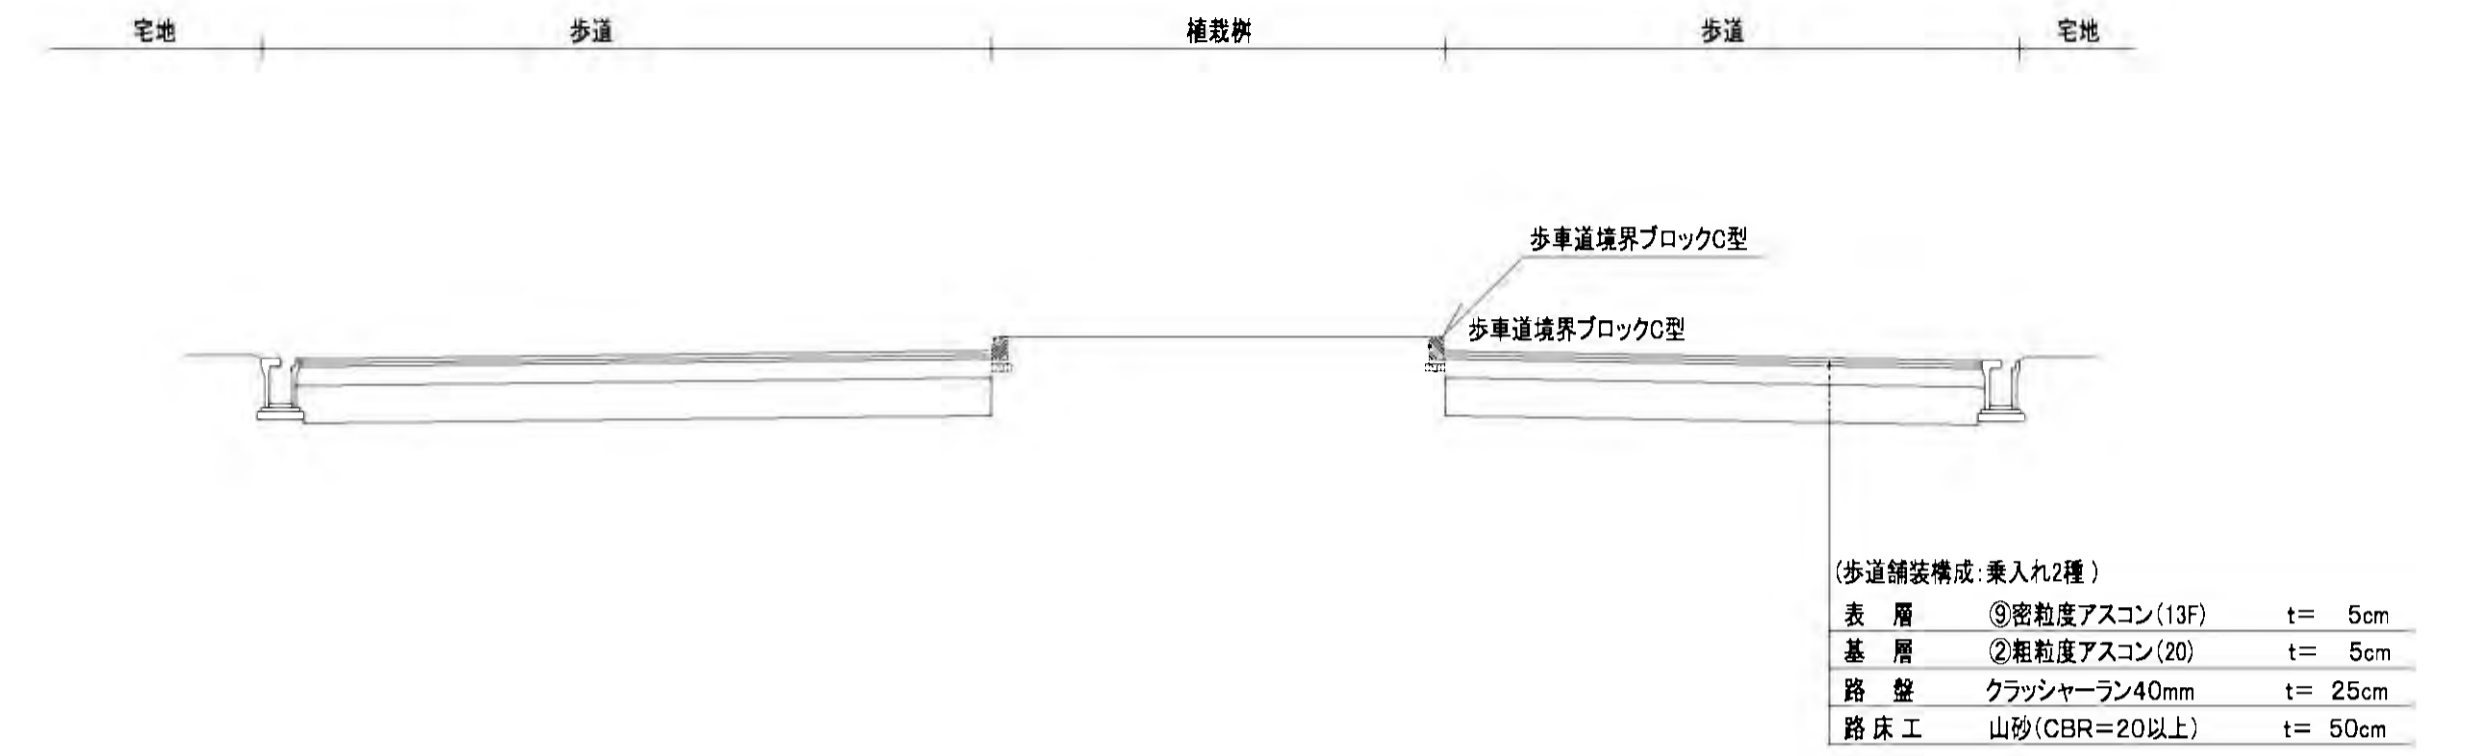 宅地 歩道 植栽桝 歩道 宅地
歩車道境界ブロックC型
歩車道境界ブロックC型
(歩道舗装構成:乗入れ2種)
表 層 ⑨密粒度アスコン(13F) t= 5cm
基 層 ②粗粒度アスコン(20) t= 5cm
路 盤 クラッシャーラン40mm t= 25cm
路床工 山砂(CBR=20以上) t= 50cm